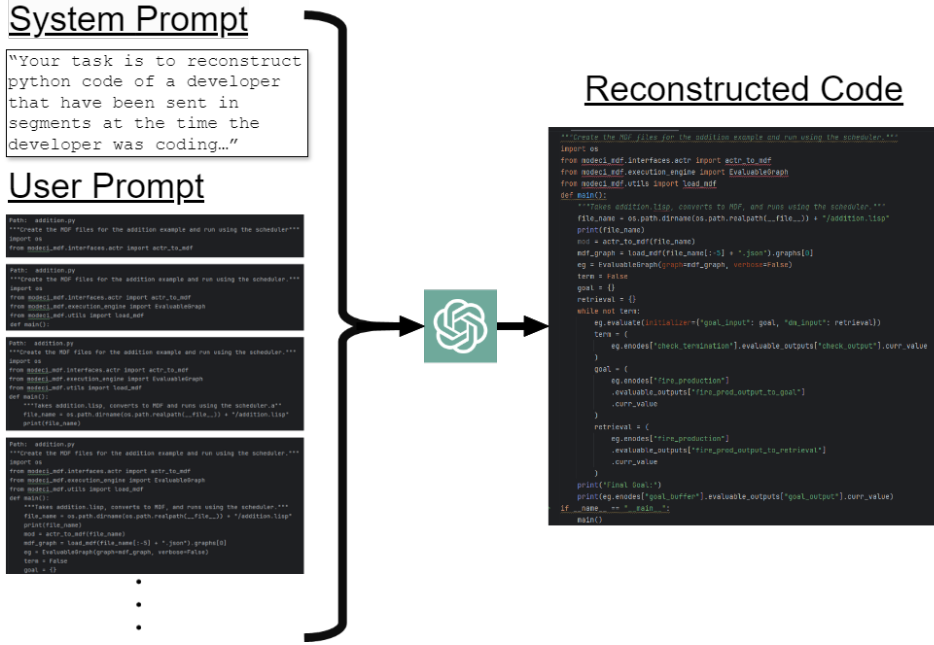 System Prompt
“Your task is to reconstruct
python code of a developer
that have been sent in
segments at the time the
developer was coding…”
User Prompt
Path: addition.py
"""Create the MDF files for the addition example and run using the scheduler"""
import os
from modeci_mdf.interfaces.actr import actr_to_mdf
Path: addition.py
"""Create the MDF files for the addition example and run using the scheduler."""
import os
from modeci_mdf.interfaces.actr import actr_to_mdf
from modeci_mdf.execution_engine import EvaluableGraph
from modeci_mdf.utils import load_mdf
def main():
Path: addition.py
"""Create the MDF files for the addition example and run using the scheduler."""
import os
from modeci_mdf.interfaces.actr import actr_to_mdf
from modeci_mdf.execution_engine import EvaluableGraph
from modeci_mdf.utils import load_mdf
def main():
"""Takes addition.lisp, converts to MDF, and runs using the scheduler.a""
file_name = os.path.dirname(os.path.realpath(__file__)) + "/addition.lisp"
print(file_name)
Path: addition.py
"""Create the MDF files for the addition example and run using the scheduler."""
import os
from modeci_mdf.interfaces.actr import actr_to_mdf
from modeci_mdf.execution_engine import EvaluableGraph
from modeci_mdf.utils import load_mdf
def main():
"""Takes addition.lisp, converts to MDF, and runs using the scheduler."""
file_name = os.path.dirname(os.path.realpath(__file__)) + "/addition.lisp"
print(file_name)
mod = actr_to_mdf(file_name)
mdf_graph = load_mdf(file_name[:-5] + ".json").graphs[0]
eg = EvaluableGraph(graph=mdf_graph, verbose=False)
term = False
goal = {}
Reconstructed Code
"""Create the MDF files for the addition example and run using the scheduler."""
import os
from modeci_mdf.interfaces.actr import actr_to_mdf
from modeci_mdf.execution_engine import EvaluableGraph
from modeci_mdf.utils import load_mdf
def main():
"""Takes addition.lisp, converts to MDF, and runs using the scheduler."""
file_name = os.path.dirname(os.path.realpath(__file__)) + "/addition.lisp"
print(file_name)
mod = actr_to_mdf(file_name)
mdf_graph = load_mdf(file_name[:-5] + ".json").graphs[0]
eg = EvaluableGraph(graph=mdf_graph, verbose=False)
term = False
goal = {}
retrieval = {}
while not term:
eg.evaluate(initializer={"goal_input": goal, "dm_input": retrieval})
term = (
eg.enodes["check_termination"].evaluable_outputs["check_output"].curr_value
)
goal = (
eg.enodes["fire_production"]
.evaluable_outputs["fire_prod_output_to_goal"]
.curr_value
)
retrieval = (
eg.enodes["fire_production"]
.evaluable_outputs["fire_prod_output_to_retrieval"]
.curr_value
)
print("Final Goal:")
print(eg.enodes["goal_buffer"].evaluable_outputs["goal_output"].curr_value)
if __name__ == "__main__":
main()